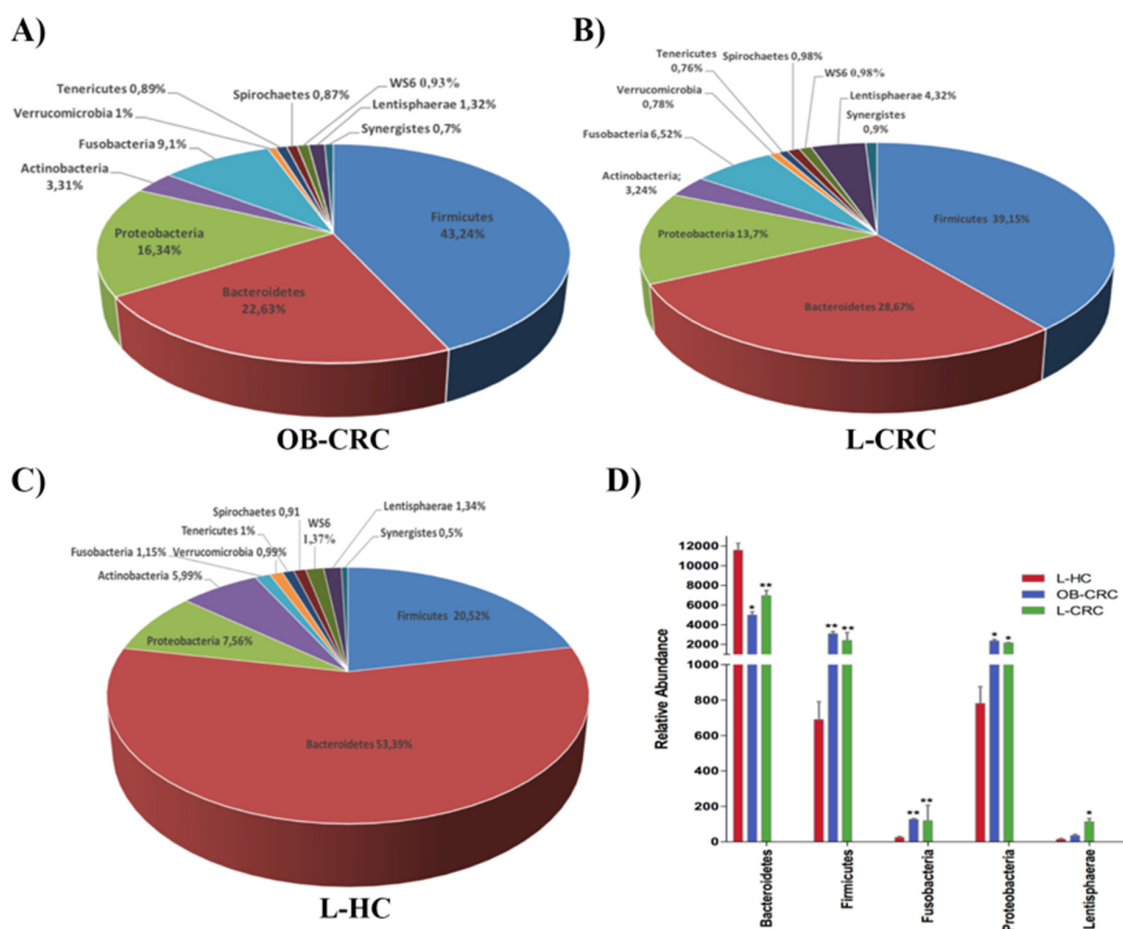 A)
Tenericutes 0,89%
Verrucomicrobia 1%
Fusobacteria 9,1%
Actinobacteria
3,31%
Proteobacteria
16,34%
Spirochaetes 0,87%
WS6 0,93%
Lentisphaerae 1,32%
Synergistes 0,7%
Firmicutes
43,24%
Bacteroidetes
22,63%
OB-CRC
B)
Tenericutes
0,76%
Verrucomicrobia
0,78%
Fusobacteria 6,52%
Actinobacteria;
3,24%
Proteobacteria 13,7%
Spirochaetes 0,98%
WS6 0,98%
Lentisphaerae 4,32%
Synergistes
0,9%
Firmicutes 39,15%
Bacteroidetes 28,67%
L-CRC
C)
Spirochaetes 0,91
Tenericutes 1%
Fusobacteria 1,15%
Verrucomicrobia 0,99%
Actinobacteria 5,99%
Proteobacteria 7,56%
WS6
1,37%
Lentisphaerae 1,34%
Synergistes 0,5%
Firmicutes 20,52%
Bacteroidetes 53,39%
L-HC
D)
Relative Abundance
12000
10000
8000
6000
4000
2000
1000
800
600
400
200
0
* **
** **
** **
* *
*
L-HC
OB-CRC
L-CRC
Bacteroidetes
Firmicutes
Fusobacteria
Proteobacteria
Lentisphaerae